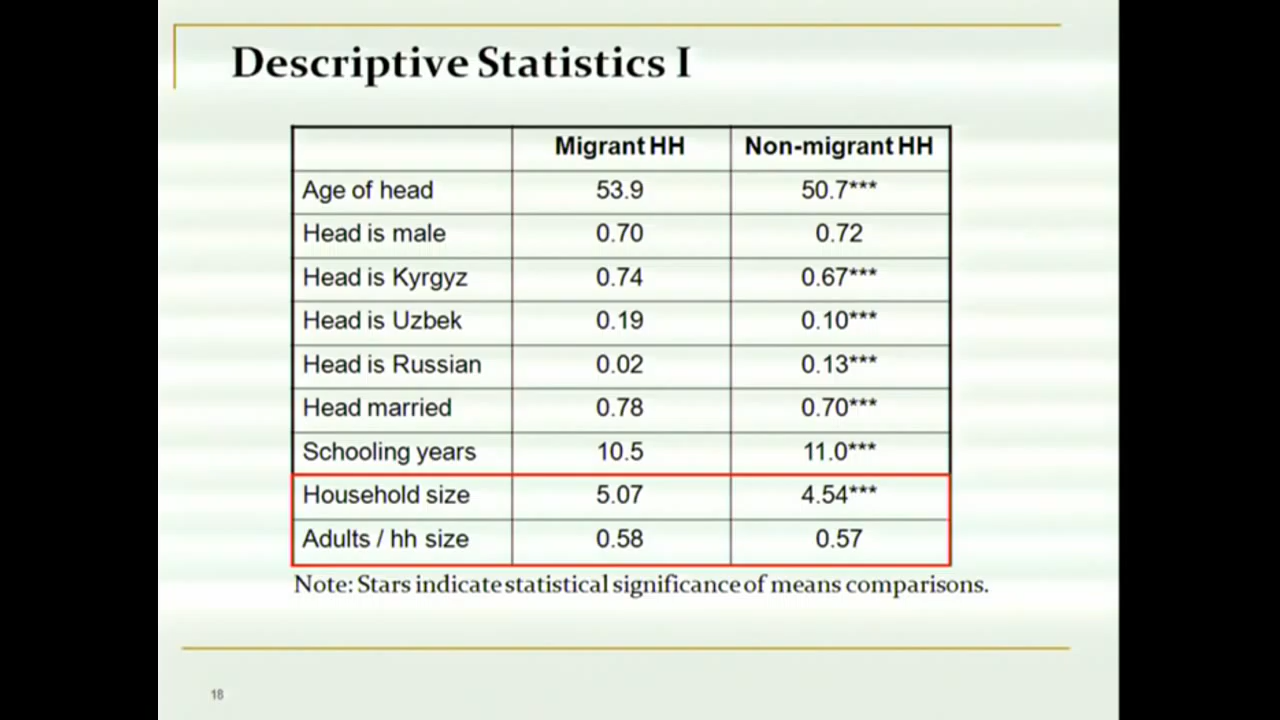 Descriptive Statistics I
Migrant HH Non-migrant HH
Age of head 53.9 50.7***
Head is male 0.70 0.72
Head is Kyrgyz 0.74 0.67***
Head is Uzbek 0.19 0.10***
Head is Russian 0.02 0.13***
Head married 0.78 0.70***
Schooling years 10.5 11.0***
Household size 5.07 4.54***
Adults / hh size 0.58 0.57
Note: Stars indicate statistical significance of means comparisons.
18